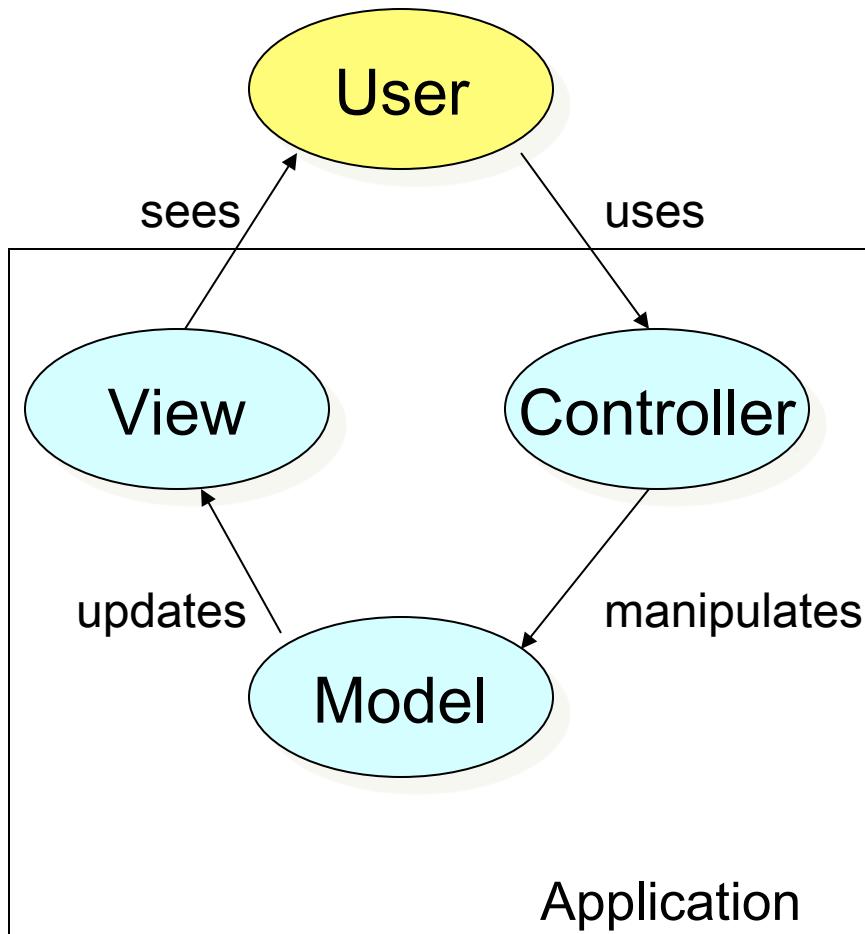 User
sees
uses
View
Controller
updates
manipulates
Model
Application